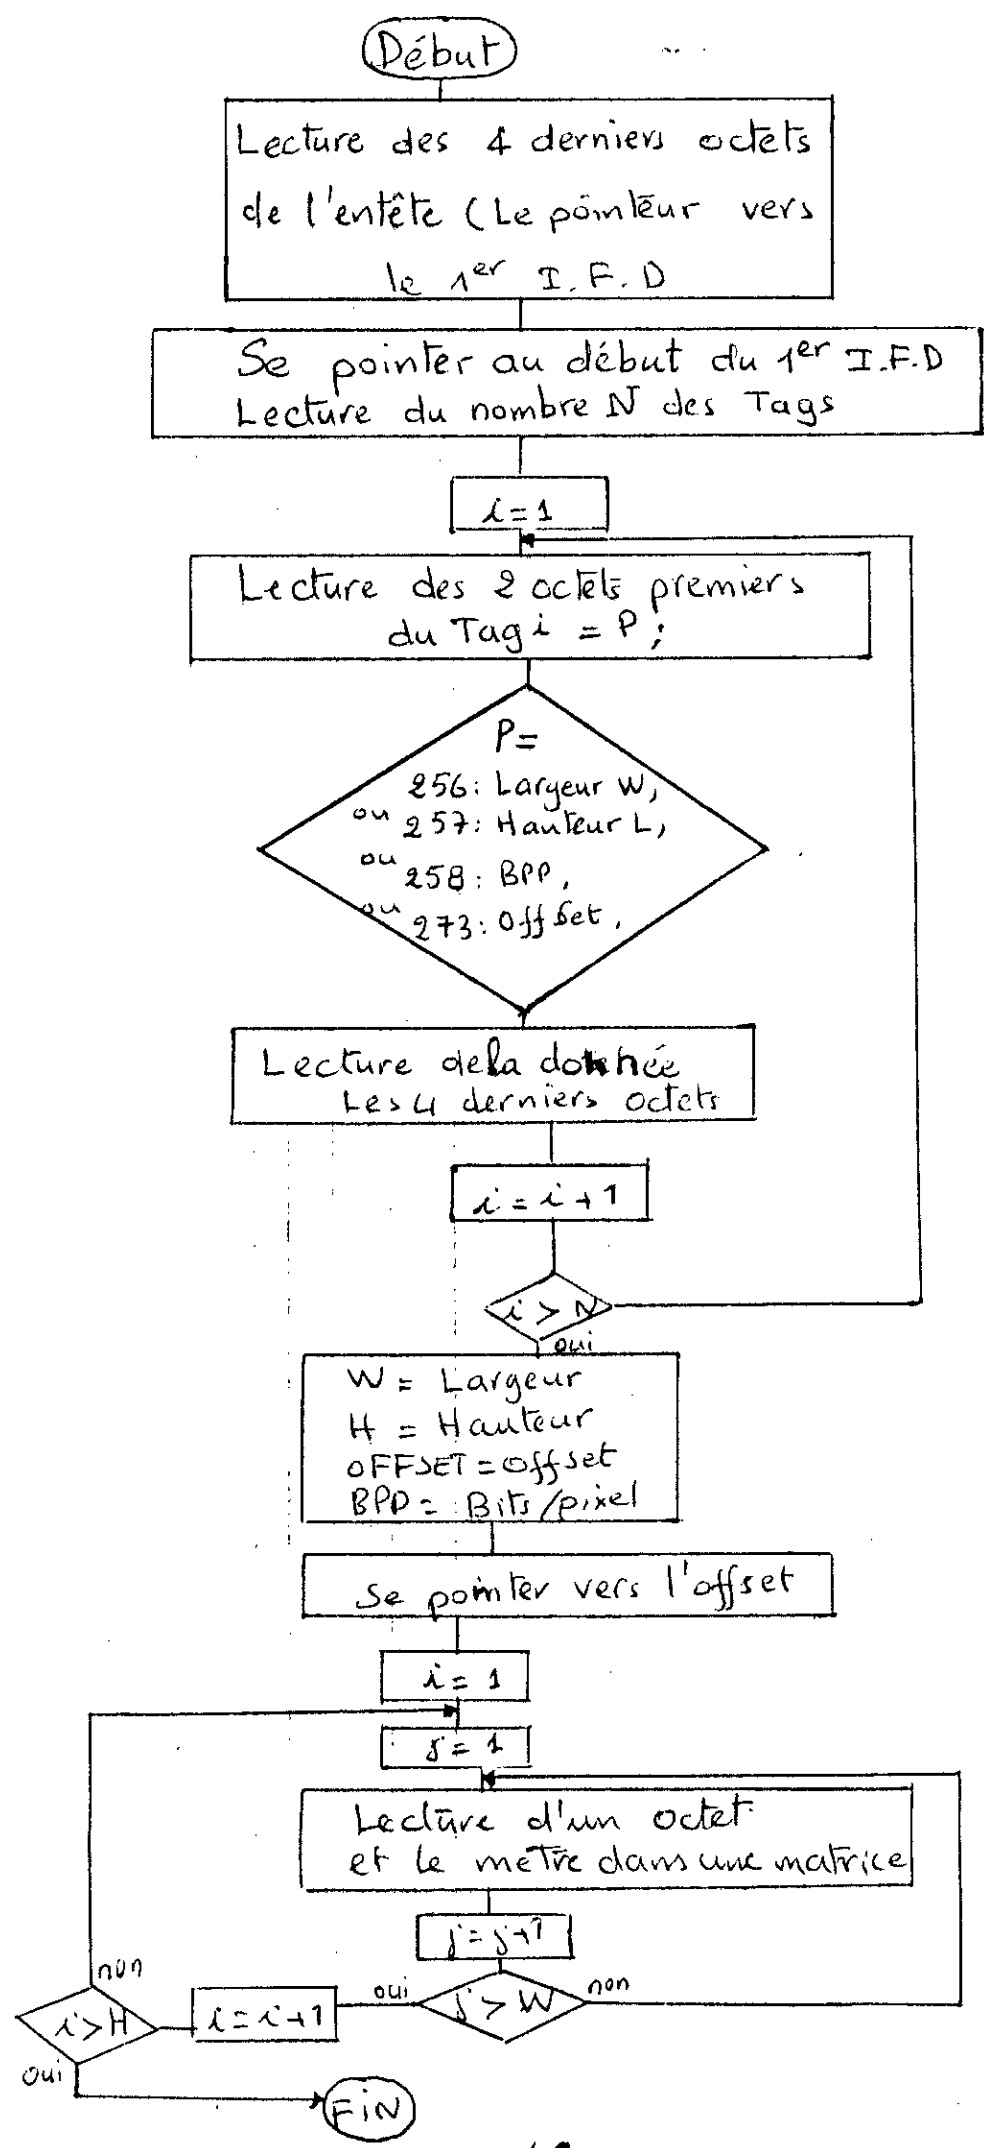 Début
Lecture des 4 derniers octets
de l'entête (Le pointeur vers
le 1er I.F.D
Se pointer au début du 1er I.F.D
Lecture du nombre N des Tags
i=1
Lecture des 2 octets premiers
du Tag i = P ;
P=
256: Largeur W,
ou 257: Hauteur L,
ou 258: BPP,
ou 273: Offset,
Lecture de la donnée
Les 4 derniers octets
i = i + 1
i > N
oui
W = Largeur
H = Hauteur
OFFSET = Offset
BPP = Bits/pixel
Se pointer vers l'offset
i = 1
j = 1
Lecture d'un octet
et le metre dans une matrice
j = j+1
non
i > H
i = i+1
oui
j > W
non
oui
FIN